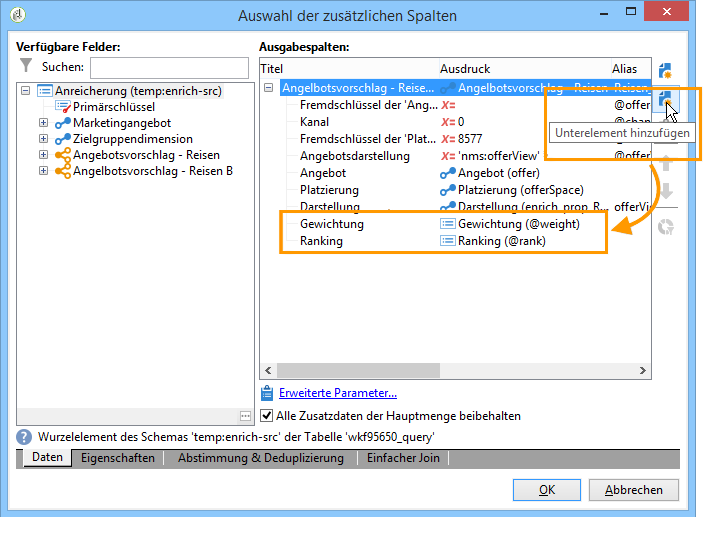 Auswahl der zusätzlichen Spalten
Verfügbare Felder:
Suchen:
Anreicherung (temp:enrich-src)
Primärschlüssel
Marketingangebot
Zielgruppendimension
Angebotsvorschlag - Reisen
Angelbotsvorschlag - Reisen B
Ausgabespalten:
Titel Ausdruck Alias
Angelbotsvorschlag - Reise... Angelbotsvorschlag - Reisen Reisen
Fremdschlüssel der 'Ang... X= @offer
Kanal X= 0 @chan
Fremdschlüssel der 'Plat... X= 8577
Angebotsdarstellung X= 'nms:offerView' @offer
Angebot Angebot (offer)
Platzierung Platzierung (offerSpace)
Darstellung Darstellung (enrich_prop_R... offerVi
Gewichtung Gewichtung (@weight)
Ranking Ranking (@rank)
Unterelement hinzufügen
Erweiterte Parameter...
Alle Zusatzdaten der Hauptmenge beibehalten
Wurzelelement des Schemas 'temp:enrich-src' der Tabelle 'wkf95650_query'
Daten Eigenschaften Abstimmung & Deduplizierung Einfacher Join
OK Abbrechen